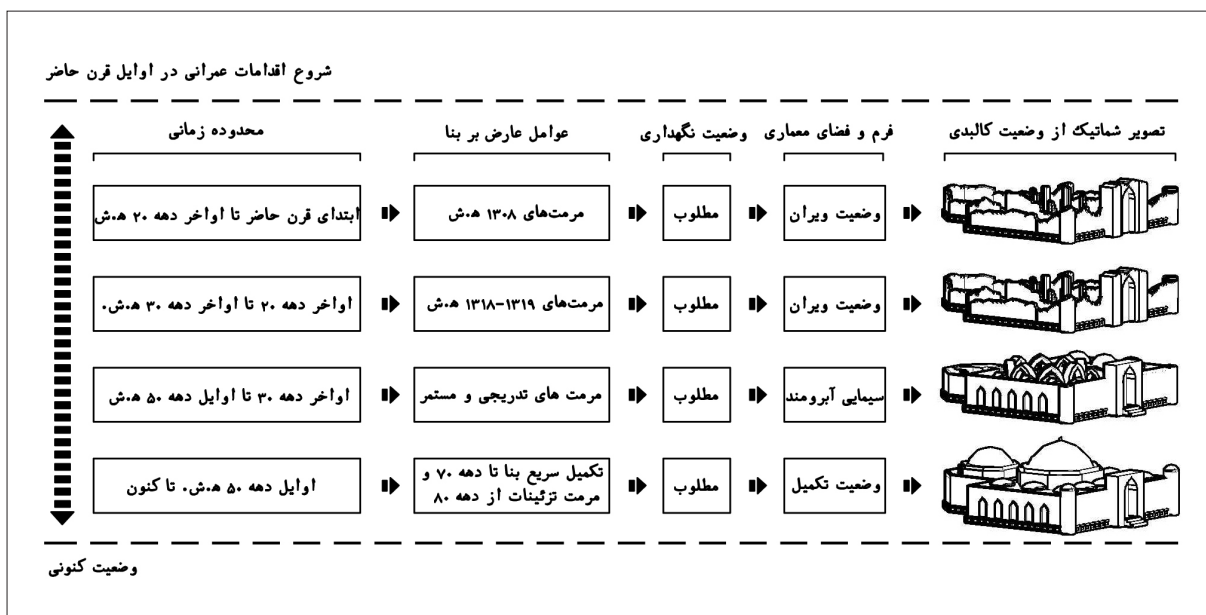 شروع اقدامات عمرانی در اوایل قرن حاضر
تصویر شماتیک از وضعیت کالبدی
فرم و فضای معماری
وضعیت نگهداری
عوامل عارض بر بنا
محدوده زمانی
وضعیت ویران
مطلوب
مرمت‌های ۱۳۰۸ ه.ش
ابتدای قرن حاضر تا اواخر دهه ۲۰ ه.ش
وضعیت ویران
مطلوب
مرمت‌های ۱۳۱۹-۱۳۱۸ ه.ش
اواخر دهه ۲۰ تا اواخر دهه ۳۰ ه.ش.
سیمایی آبرومند
مطلوب
مرمت های تدریجی و مستمر
اواخر دهه ۳۰ تا اوایل دهه ۵۰ ه.ش
وضعیت تکمیل
مطلوب
تکمیل سریع بنا تا دهه ۷۰ و
مرمت تزئینات از دهه ۸۰
اوایل دهه ۵۰ ه.ش. تا کنون
وضعیت کنونی